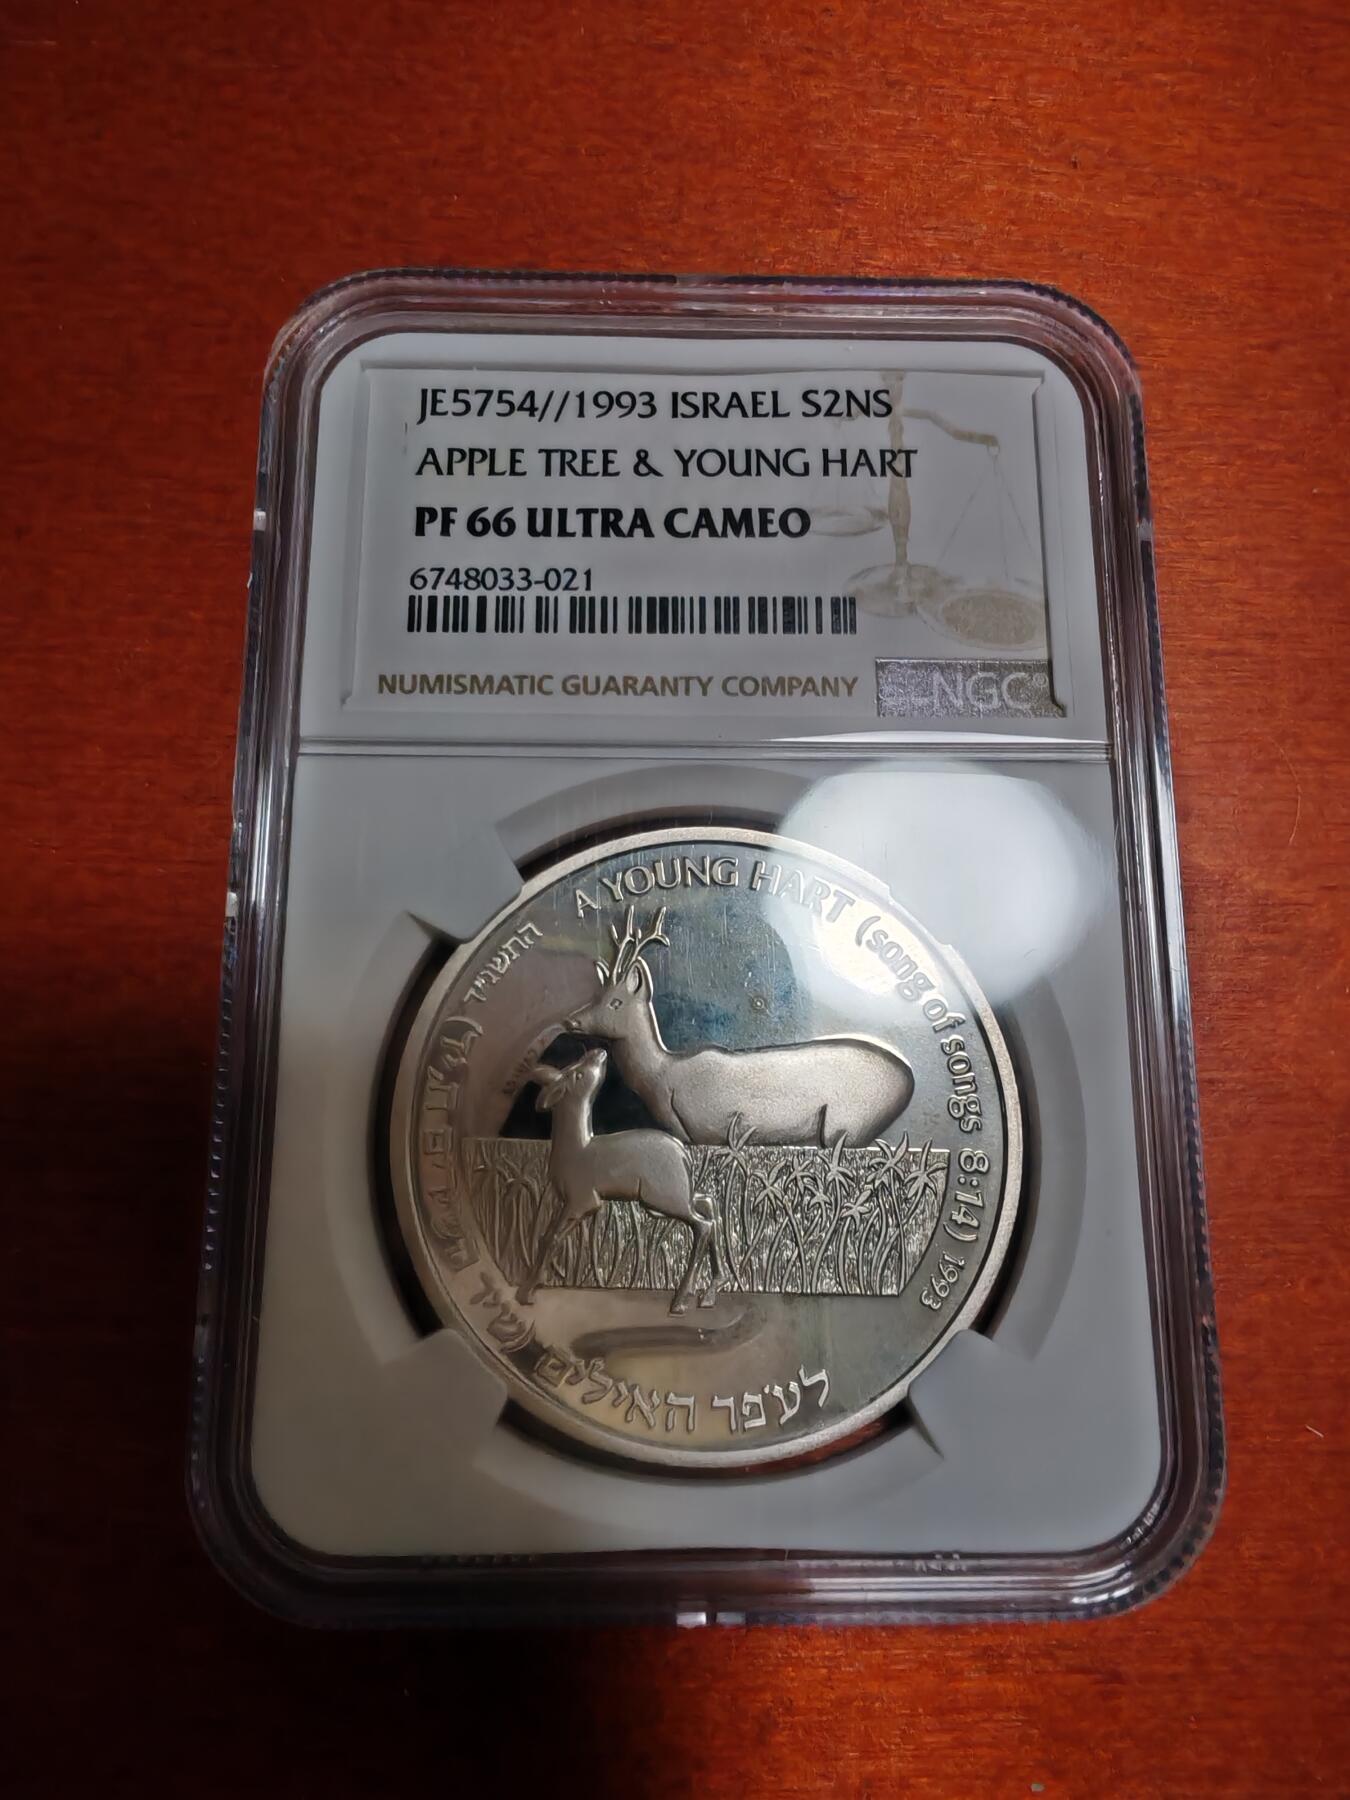 JE5754//1993 ISRAEL S2NS
APPLE TREE & YOUNG HART
PF 66 ULTRA CAMEO
6748033-021
NUMISMATIC GUARANTY COMPANY
NGC
A YOUNG HART (song of songs 8:14) 1993
לעפר האילים (שיר
התשנ״ד